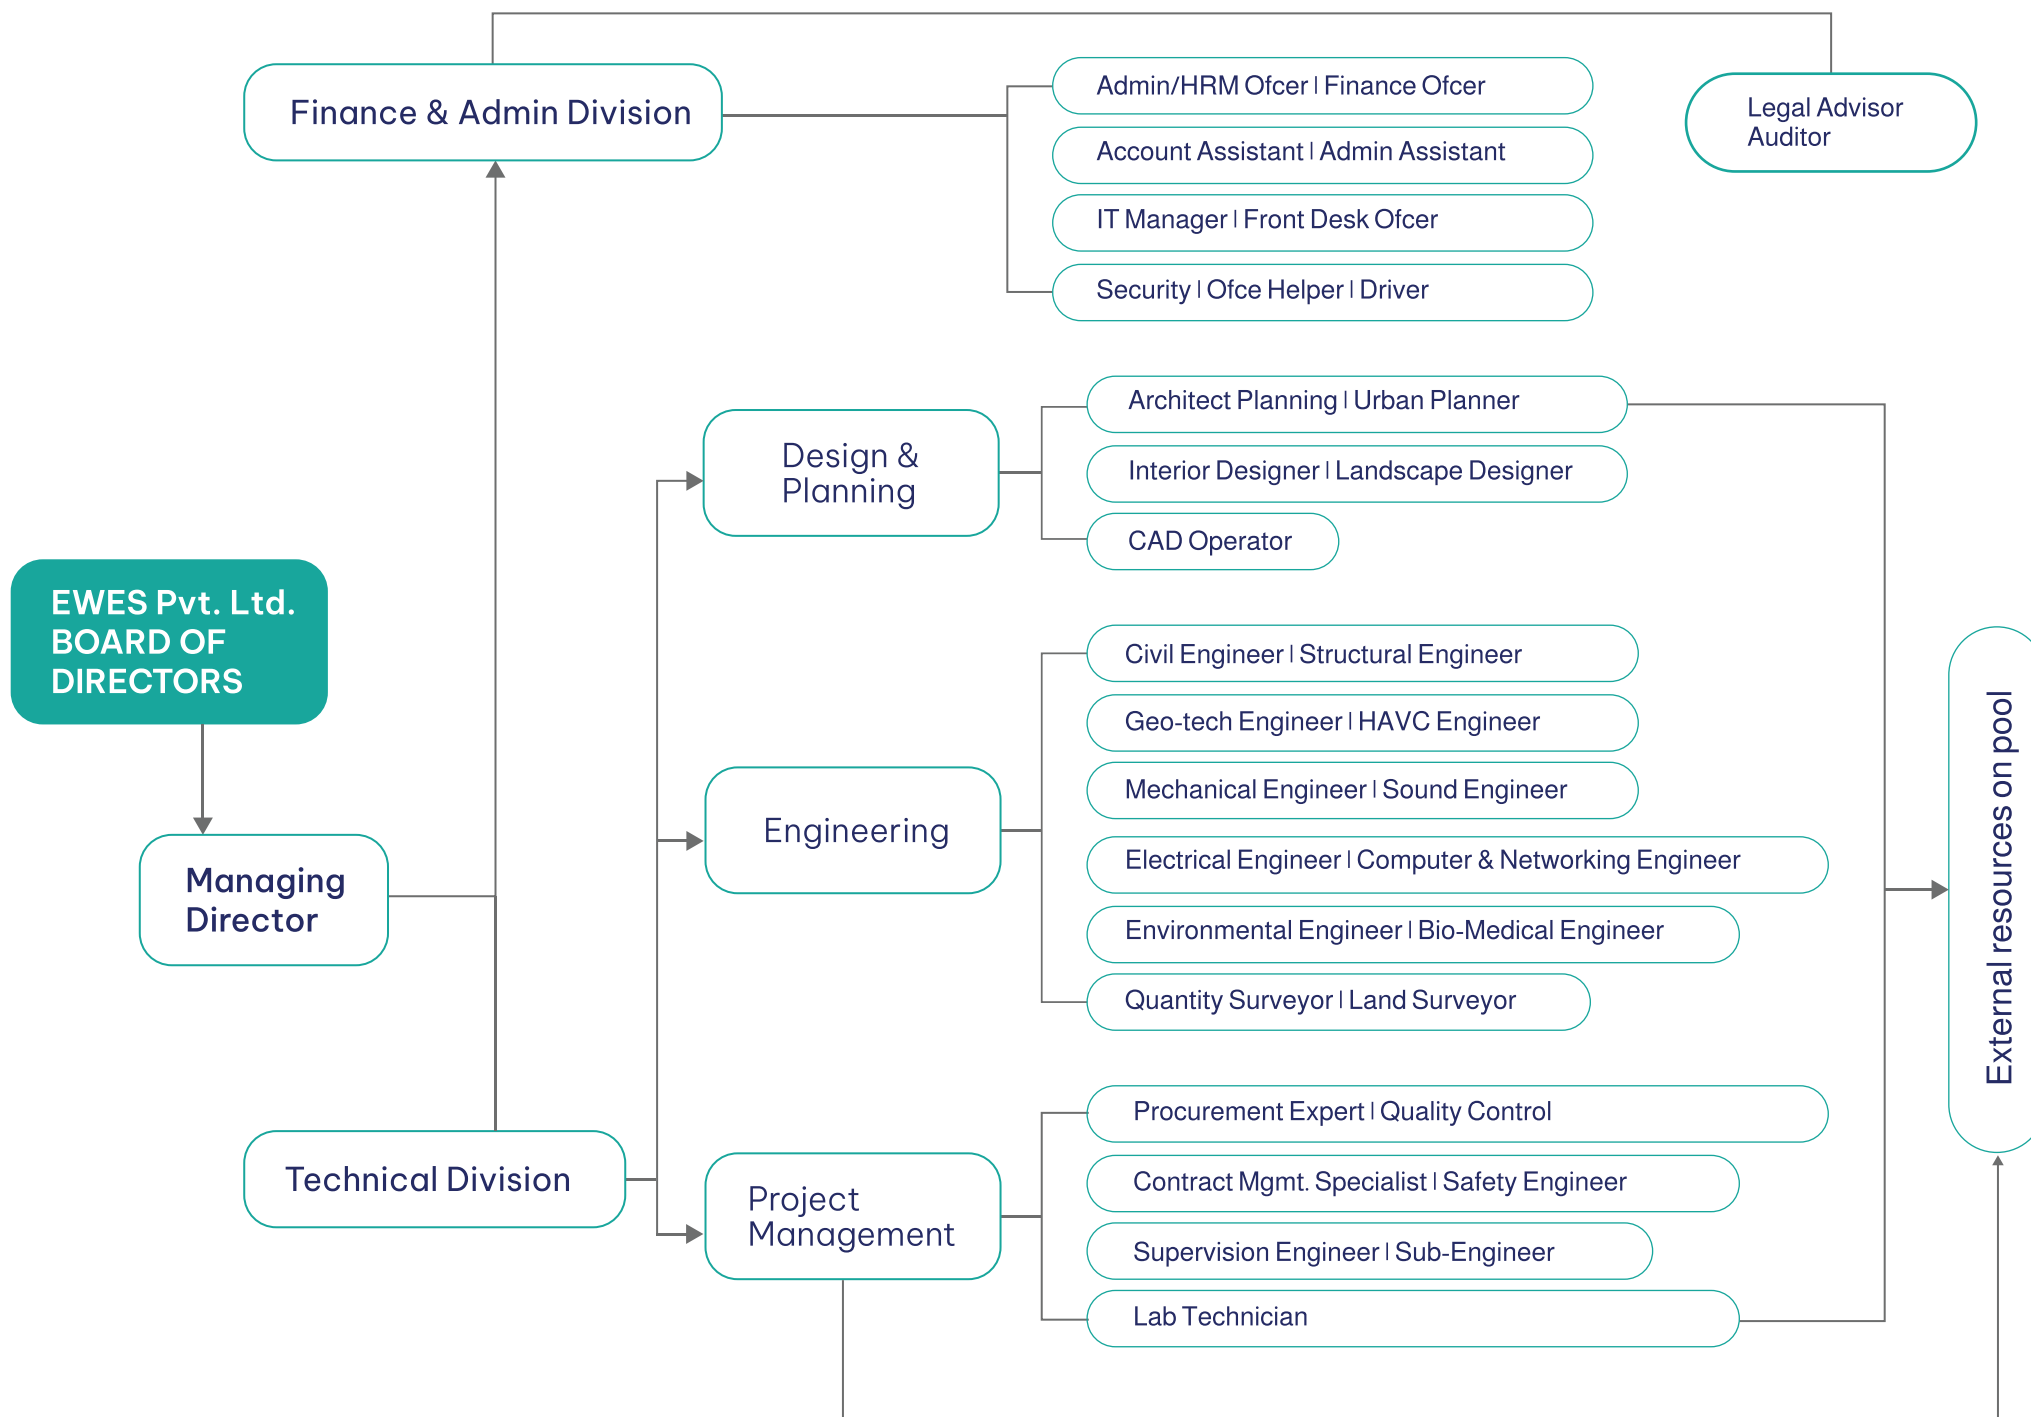 Finance & Admin Division
Admin/HRM Ofcer | Finance Ofcer
Account Assistant | Admin Assistant
IT Manager | Front Desk Ofcer
Security | Ofce Helper | Driver
Legal Advisor
Auditor
Design &
Planning
Architect Planning | Urban Planner
Interior Designer | Landscape Designer
CAD Operator
EWES Pvt. Ltd.
BOARD OF
DIRECTORS
Managing
Director
Engineering
Civil Engineer | Structural Engineer
Geo-tech Engineer | HAVC Engineer
Mechanical Engineer | Sound Engineer
Electrical Engineer | Computer & Networking Engineer
Environmental Engineer | Bio-Medical Engineer
Quantity Surveyor | Land Surveyor
Technical Division
Project
Management
Procurement Expert | Quality Control
Contract Mgmt. Specialist | Safety Engineer
Supervision Engineer | Sub-Engineer
Lab Technician
External resources on pool